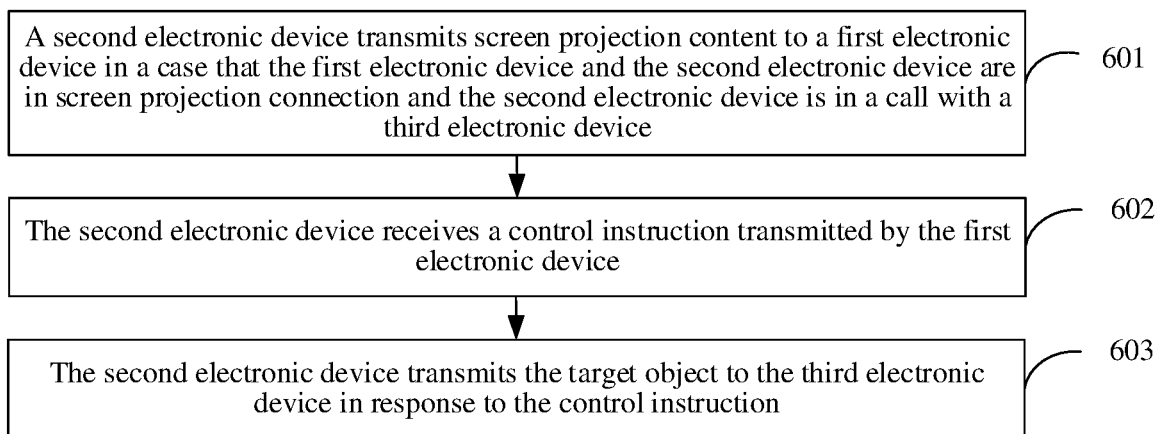 A second electronic device transmits screen projection content to a first electronic
device in a case that the first electronic device and the second electronic device are
in screen projection connection and the second electronic device is in a call with a
third electronic device
601
The second electronic device receives a control instruction transmitted by the first
electronic device
602
The second electronic device transmits the target object to the third electronic
device in response to the control instruction
603